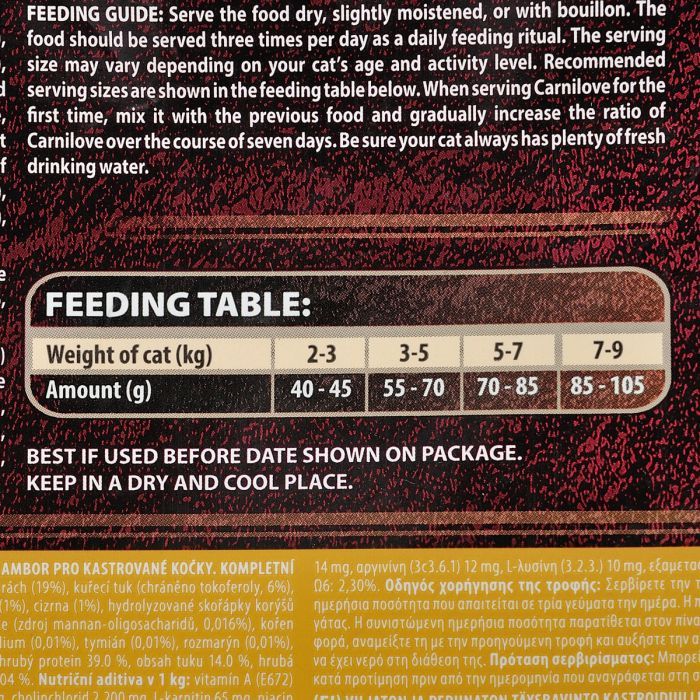 FEEDING GUIDE: Serve the food dry, slightly moistened, or with bouillon. The
food should be served three times per day as a daily feeding ritual. The serving
size may vary depending on your cat's age and activity level. Recommended
serving sizes are shown in the feeding table below. When serving Carnilove for the
first time, mix it with the previous food and gradually increase the ratio of
Carnilove over the course of seven days. Be sure your cat always has plenty of fresh
drinking water.
FEEDING TABLE:
Weight of cat (kg) 2-3 3-5 5-7 7-9
Amount (g) 40 - 45 55 - 70 70 - 85 85 - 105
BEST IF USED BEFORE DATE SHOWN ON PACKAGE.
KEEP IN A DRY AND COOL PLACE.
AMBOR PRO KASTROVANÉ KOČKY. KOMPLETNÍ
rách (19%), kuřecí tuk (chráněno tokoferoly, 6%),
(1%), cizrna (1%), hydrolyzované skořápky korýšů
(zdroj mannan-oligosacharidů, 0,016%), kořen
lium (0,01%), tymián (0,01%), rozmarýn (0,01%),
hrubý protein 39.0 %, obsah tuku 14.0 %, hrubá
04 %. Nutriční aditiva v 1 kg: vitamín A (E672)
cholinchlorid 2 200 mg, L-karnitin 65 mg, niacin
14 mg, αργινίνη (3c3.6.1) 12 mg, L-λυσίνη (3.2.3.) 10 mg,
Ω6: 2,30%. Οδηγός χορήγησης της τροφής: Σερβίρετε την
ημερήσια ποσότητα που απαιτείται σε τρία γεύματα την ημέρα. Η
γάτας. Η συνιστώμενη ημερήσια ποσότητα παρατίθεται στον
φορά, αναμείξτε τη με την προηγούμενη τροφή και αυξήστε την
να έχει νερό στη διάθεση της. Πρόταση σερβιρίσματος:
κατά προτίμηση πριν από την ημερομηνία που αναγράφεται